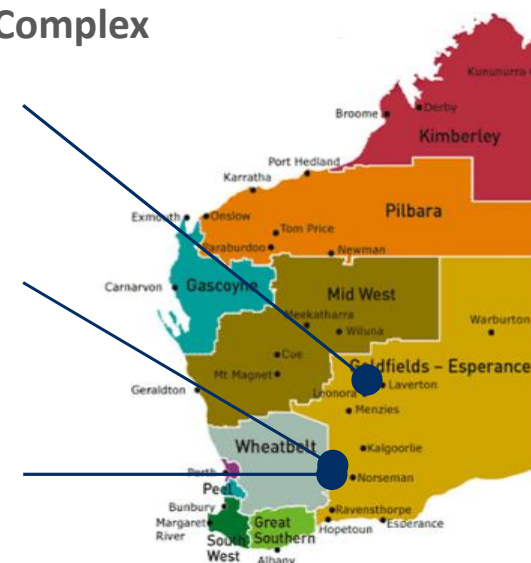 Complex
Kununurra
Broome
Derby
Kimberley
Port Hedland
Karratha
Pilbara
Exmouth
Onslow
Tom Price
Paraburdoo
Newman
Gascoyne
Mid West
Carnarvon
Meekatharra
Warburton
Wiluna
Cue
Goldfields – Esperance
Mt Magnet
Laverton
Leonora
Geraldton
Menzies
Wheatbelt
Kalgoorlie
Perth
Norseman
Peel
Bunbury
Ravensthorpe
Margaret
River
South
West
Great
Southern
Hopetoun
Esperance
Albany